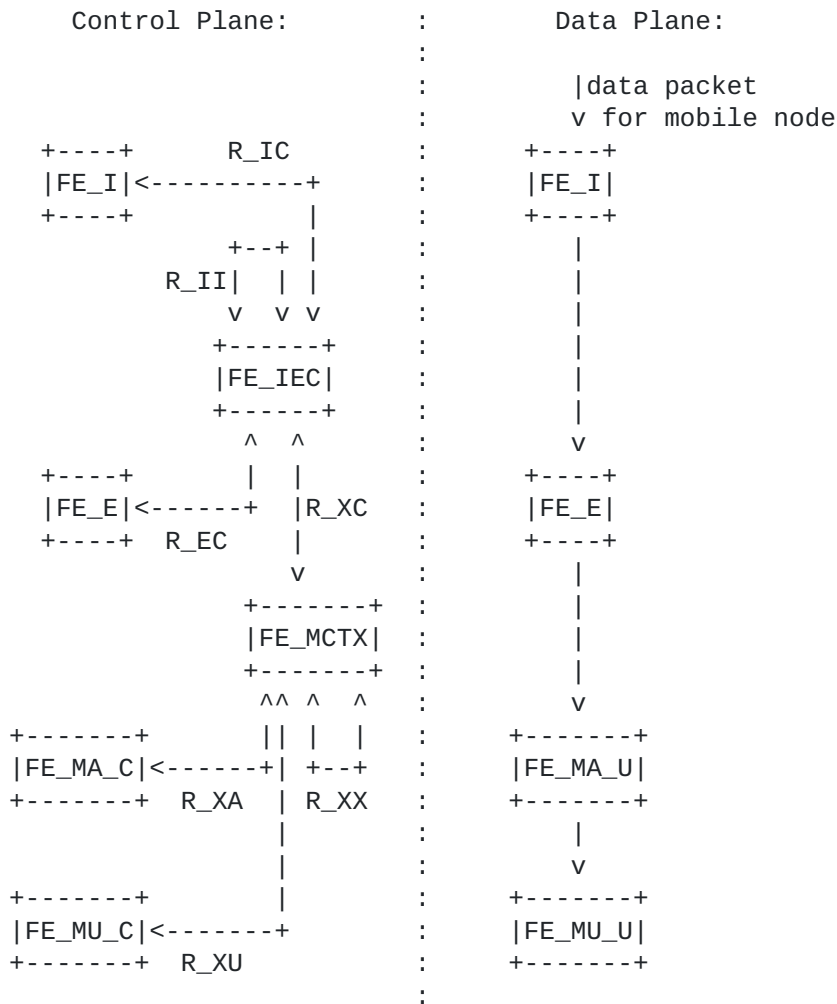 Control Plane: : Data Plane:
:
: |data packet
: v for mobile node
+----+ R_IC : +----+
|FE_I|<----------+ : |FE_I|
+----+ | : +----+
+--+ | : |
R_II| | | : |
v v v : |
+------+ : |
|FE_IEC| : |
+------+ : |
^ ^ : v
+----+ | | : +----+
|FE_E|<------+ |R_XC : |FE_E|
+----+ R_EC | : +----+
v : |
+-------+ : |
|FE_MCTX| : |
+-------+ : |
^^ ^ ^ : v
+-------+ || | | : +-------+
|FE_MA_C|<------+| +--+ : |FE_MA_U|
+-------+ R_XA | R_XX : +-------+
| : |
| : v
+-------+ | : +-------+
|FE_MU_C|<-------+ : |FE_MU_U|
+-------+ R_XU : +-------+
: